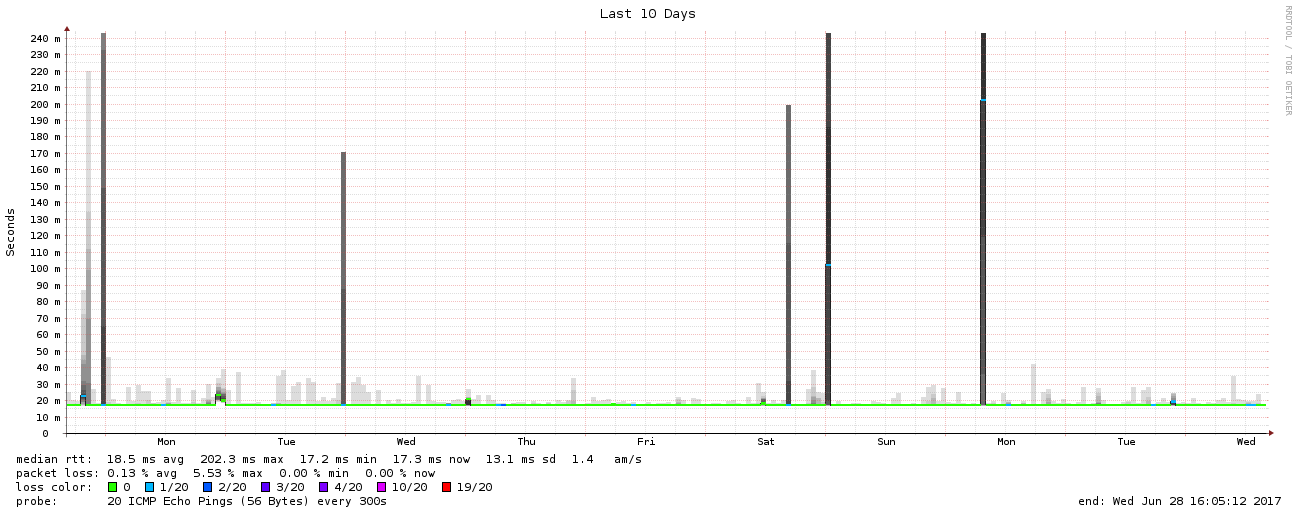 Last 10 Days
RRDTOOL / TOBI OETIKER
Seconds
240 m
230 m
220 m
210 m
200 m
190 m
180 m
170 m
160 m
150 m
140 m
130 m
120 m
110 m
100 m
90 m
80 m
70 m
60 m
50 m
40 m
30 m
20 m
10 m
0
Mon Tue Wed Thu Fri Sat Sun Mon Tue Wed
median rtt: 18.5 ms avg 202.3 ms max 17.2 ms min 17.3 ms now 13.1 ms sd 1.4 am/s
packet loss: 0.13 % avg 5.53 % max 0.00 % min 0.00 % now
loss color: 0 1/20 2/20 3/20 4/20 10/20 19/20
probe: 20 ICMP Echo Pings (56 Bytes) every 300s end: Wed Jun 28 16:05:12 2017